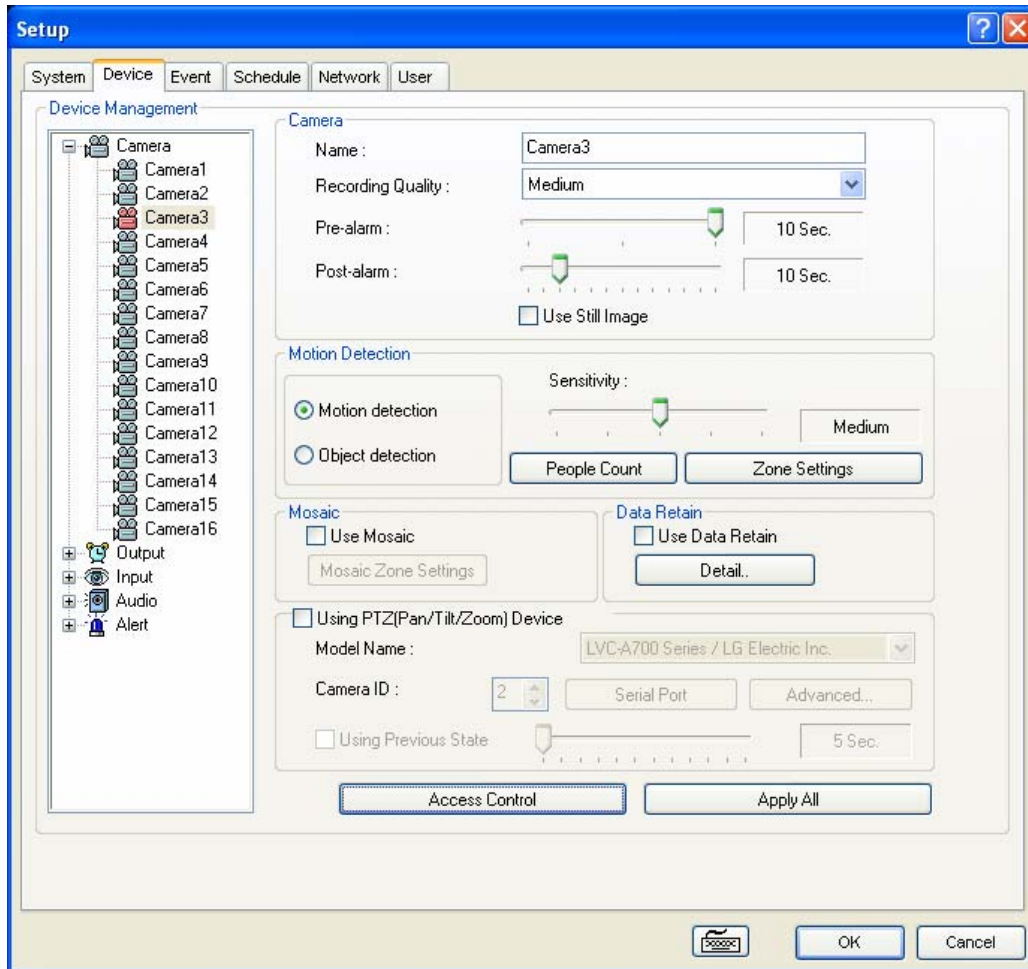 Setup
System Device Event Schedule Network User
Device Management
Camera
Camera1
Camera2
Camera3
Camera4
Camera5
Camera6
Camera7
Camera8
Camera9
Camera10
Camera11
Camera12
Camera13
Camera14
Camera15
Camera16
Output
Input
Audio
Alert
Camera
Name : Camera3
Recording Quality : Medium
Pre-alarm : 10 Sec.
Post-alarm : 10 Sec.
Use Still Image
Motion Detection
Motion detection
Object detection
Sensitivity :
Medium
People Count Zone Settings
Mosaic
Use Mosaic
Mosaic Zone Settings
Data Retain
Use Data Retain
Detail..
Using PTZ(Pan/Tilt/Zoom) Device
Model Name : LVC-A700 Series / LG Electric Inc.
Camera ID : 2 Serial Port Advanced...
Using Previous State 5 Sec.
Access Control Apply All
OK Cancel